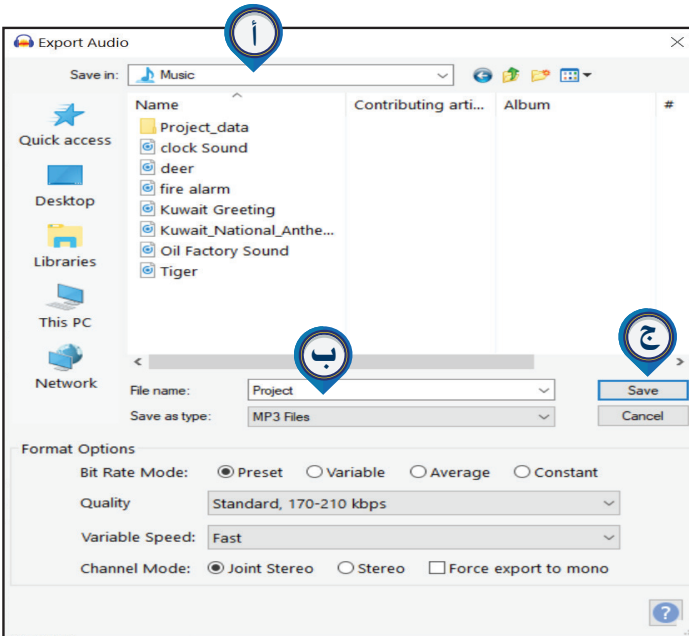 Export Audio
أ
Save in: Music
Name Contributing arti... Album #
Quick access
Desktop
Libraries
This PC
Network
Project_data
clock Sound
deer
fire alarm
Kuwait Greeting
Kuwait_National_Anthe...
Oil Factory Sound
Tiger
ب
ج
File name: Project Save
Save as type: MP3 Files Cancel
Format Options
Bit Rate Mode: Preset Variable Average Constant
Quality Standard, 170-210 kbps
Variable Speed: Fast
Channel Mode: Joint Stereo Stereo Force export to mono
?